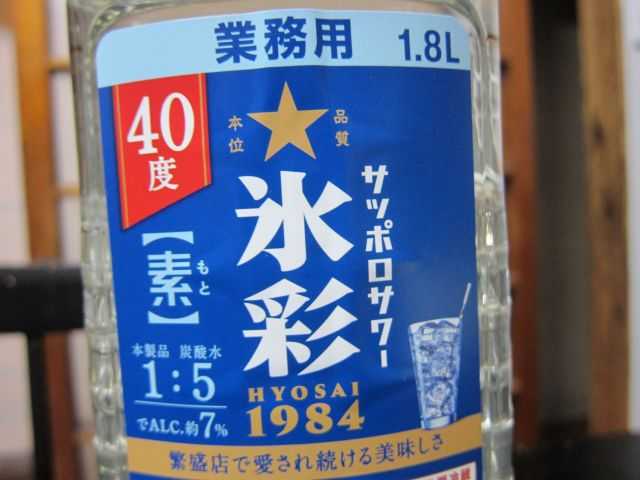 業務用 1.8L
40度
品質
本位
サッポロサワー
氷彩
HYOSAI
1984
【素】
もと
本製品 炭酸水
1:5
でALC.約7%
繁盛店で愛され続ける美味しさ